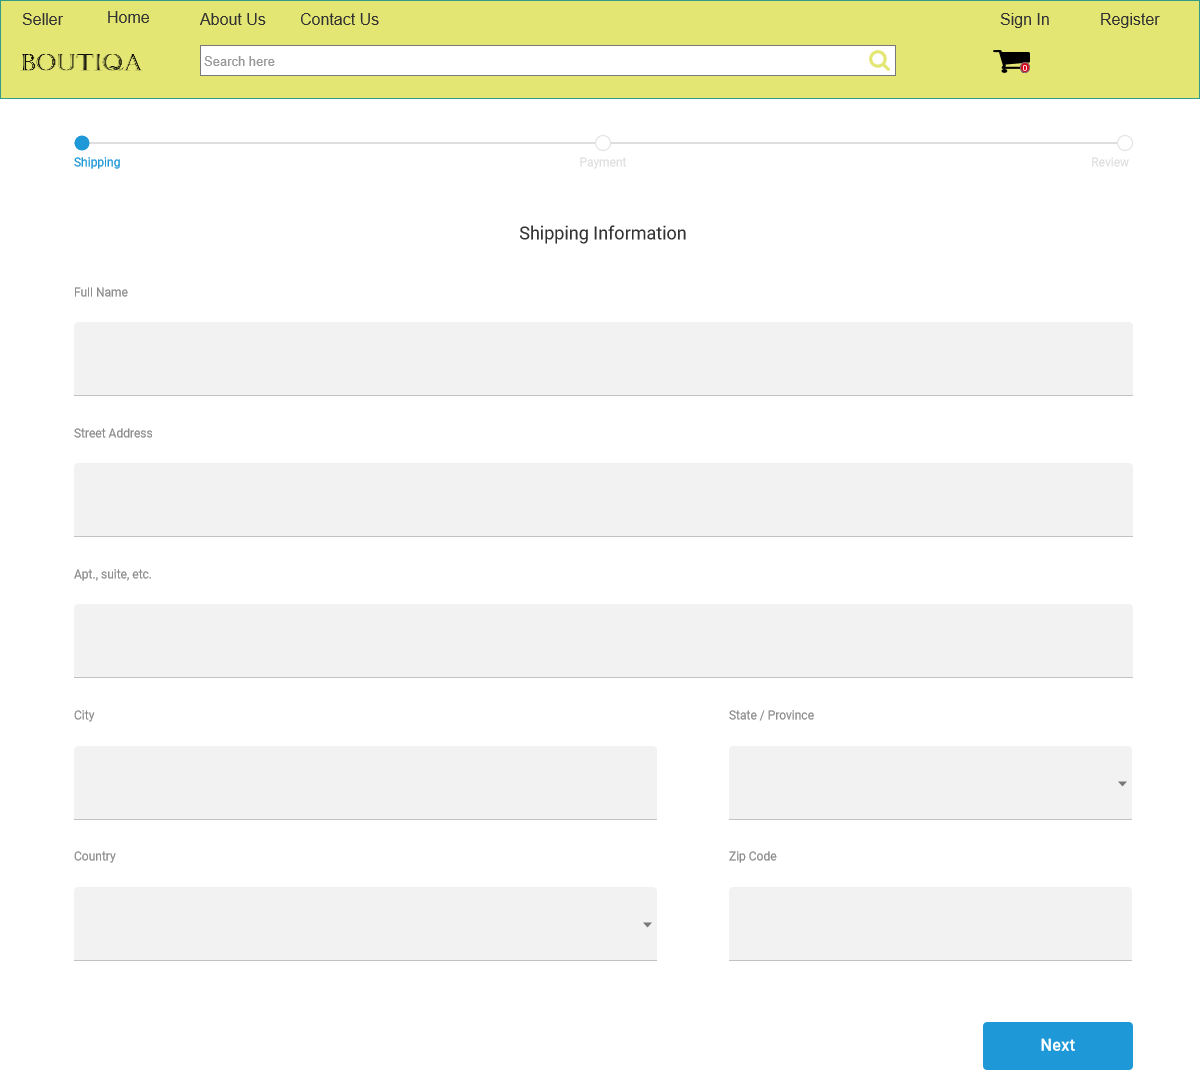 Seller Home About Us Contact Us Sign In Register
BOUTIQA Search here 0
Shipping Payment Review
Shipping Information
Full Name
Street Address
Apt., suite, etc.
City State / Province
Country Zip Code
Next